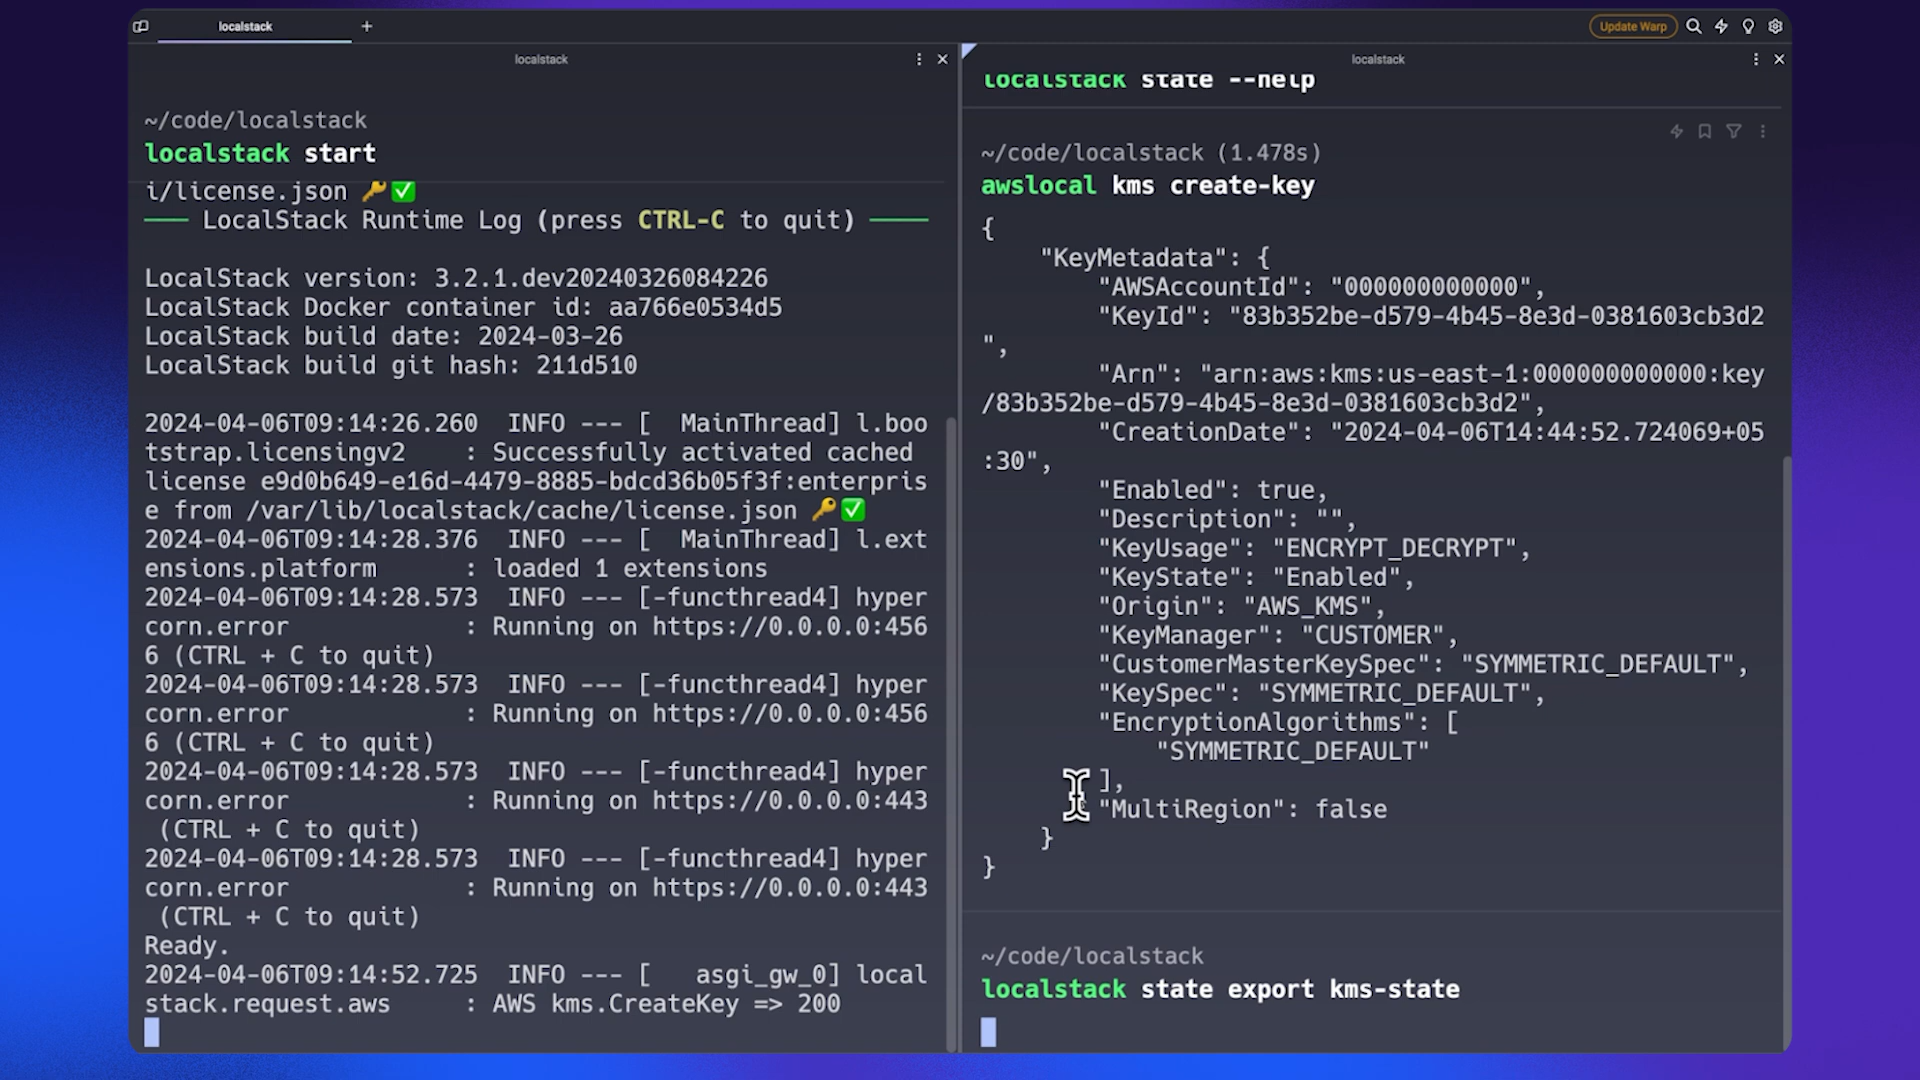 localstack
Update Warp
localstack
~/code/localstack
localstack start
i/license.json 🔑✅
LocalStack Runtime Log (press CTRL-C to quit)
LocalStack version: 3.2.1.dev20240326084226
LocalStack Docker container id: aa766e0534d5
LocalStack build date: 2024-03-26
LocalStack build git hash: 211d510
2024-04-06T09:14:26.260  INFO --- [  MainThread] l.boo
tstrap.licensingv2    : Successfully activated cached
license e9d0b649-e16d-4479-8885-bdcd36b05f3f:enterpris
e from /var/lib/localstack/cache/license.json 🔑✅
2024-04-06T09:14:28.376  INFO --- [  MainThread] l.ext
ensions.platform      : loaded 1 extensions
2024-04-06T09:14:28.573  INFO --- [-functhread4] hyper
corn.error            : Running on https://0.0.0.0:456
6 (CTRL + C to quit)
2024-04-06T09:14:28.573  INFO --- [-functhread4] hyper
corn.error            : Running on https://0.0.0.0:456
6 (CTRL + C to quit)
2024-04-06T09:14:28.573  INFO --- [-functhread4] hyper
corn.error            : Running on https://0.0.0.0:443
(CTRL + C to quit)
2024-04-06T09:14:28.573  INFO --- [-functhread4] hyper
corn.error            : Running on https://0.0.0.0:443
(CTRL + C to quit)
Ready.
2024-04-06T09:14:52.725  INFO --- [   asgi_gw_0] local
stack.request.aws     : AWS kms.CreateKey => 200
localstack
localstack state --help
~/code/localstack (1.478s)
awslocal kms create-key
{
    "KeyMetadata": {
        "AWSAccountId": "000000000000",
        "KeyId": "83b352be-d579-4b45-8e3d-0381603cb3d2
",
        "Arn": "arn:aws:kms:us-east-1:000000000000:key
/83b352be-d579-4b45-8e3d-0381603cb3d2",
        "CreationDate": "2024-04-06T14:44:52.724069+05
:30",
        "Enabled": true,
        "Description": "",
        "KeyUsage": "ENCRYPT_DECRYPT",
        "KeyState": "Enabled",
        "Origin": "AWS_KMS",
        "KeyManager": "CUSTOMER",
        "CustomerMasterKeySpec": "SYMMETRIC_DEFAULT",
        "KeySpec": "SYMMETRIC_DEFAULT",
        "EncryptionAlgorithms": [
            "SYMMETRIC_DEFAULT"
        ],
        "MultiRegion": false
    }
}
~/code/localstack
localstack state export kms-state